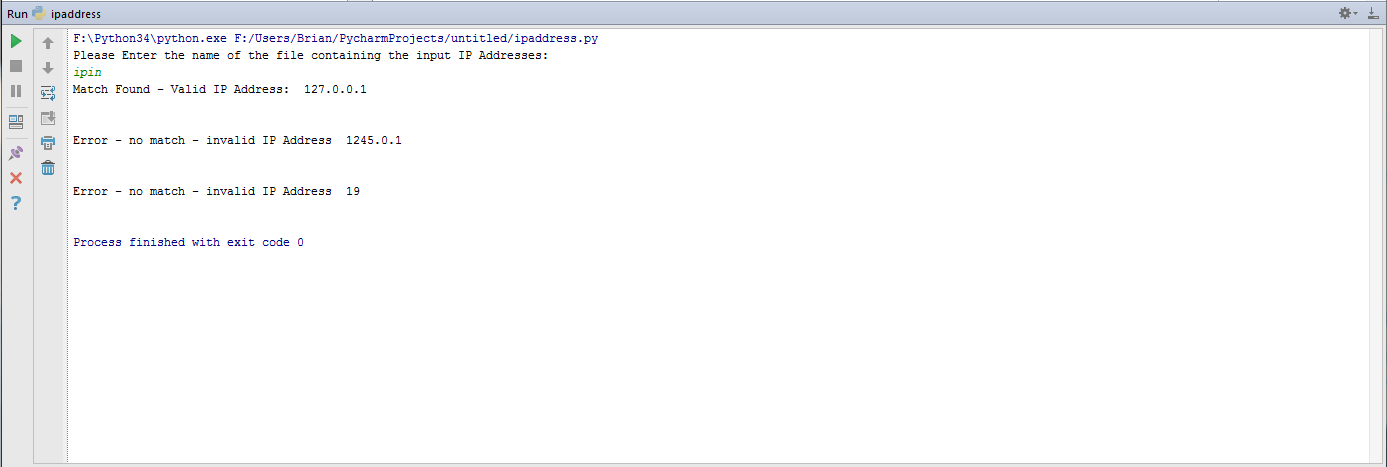 Run ipaddress
F:\Python34\python.exe F:/Users/Brian/PycharmProjects/untitled/ipaddress.py
Please Enter the name of the file containing the input IP Addresses:
ipin
Match Found - Valid IP Address:  127.0.0.1
Error - no match - invalid IP Address  1245.0.1
Error - no match - invalid IP Address  19
Process finished with exit code 0